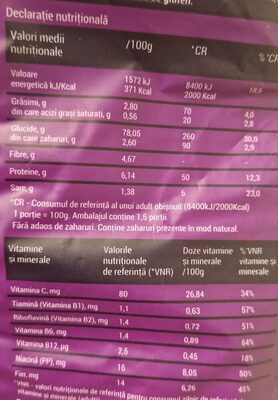 de gluten.
Declarație nutrițională
Valori medii nutriționale /100g *CR % *CR
Valoare energetică kJ/Kcal 1572 kJ 371 Kcal 8400 kJ 2000 Kcal 18,6
Grăsimi, g 2,80 70 4,0
din care acizi grași saturați, g 0,56 20 2,8
Glucide, g 78,05 260 30,0
din care zaharuri, g 2,60 90 2,9
Fibre, g 4,67 -
Proteine, g 6,14 50 12,3
Sare, g 1,38 6 23,0
*CR - Consumul de referință al unui adult obișnuit (8400kJ/2000Kcal)
1 portie = 100g. Ambalajul conține 1,5 porții.
Fără adaos de zaharuri. Conține zaharuri prezente în mod natural.
Vitamine și minerale Valorile nutriționale de referință (*VNR) Doze vitamine și minerale /100g %VNR vitamine și minerale
Vitamina C, mg 80 26,84 34%
Tiamină (Vitamina B1), mg 1,1 0,63 57%
Riboflavină (Vitamina B2), mg 1,4 0,72 51%
Vitamina B6, mg 1,4 0,89 64%
Vitamina B12, µg 2,5 0,45 18%
Niacină (PP), mg 16 8,05 50%
Fier, mg 14 6,26 45%
*VNR - valori nutriționale de referință pentru consumul zilnic de
vitamine și minerale (adulți)